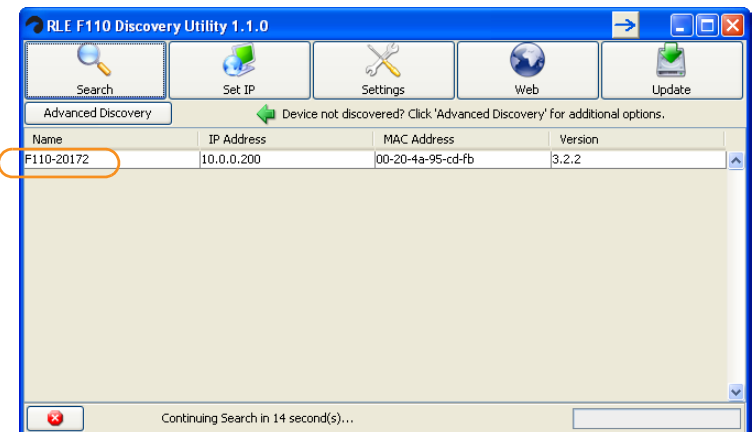 RLE F110 Discovery Utility 1.1.0
Search Set IP Settings Web Update
Advanced Discovery Device not discovered? Click 'Advanced Discovery' for additional options.
Name IP Address MAC Address Version
F110-20172 10.0.0.200 00-20-4a-95-cd-fb 3.2.2
Continuing Search in 14 second(s)...